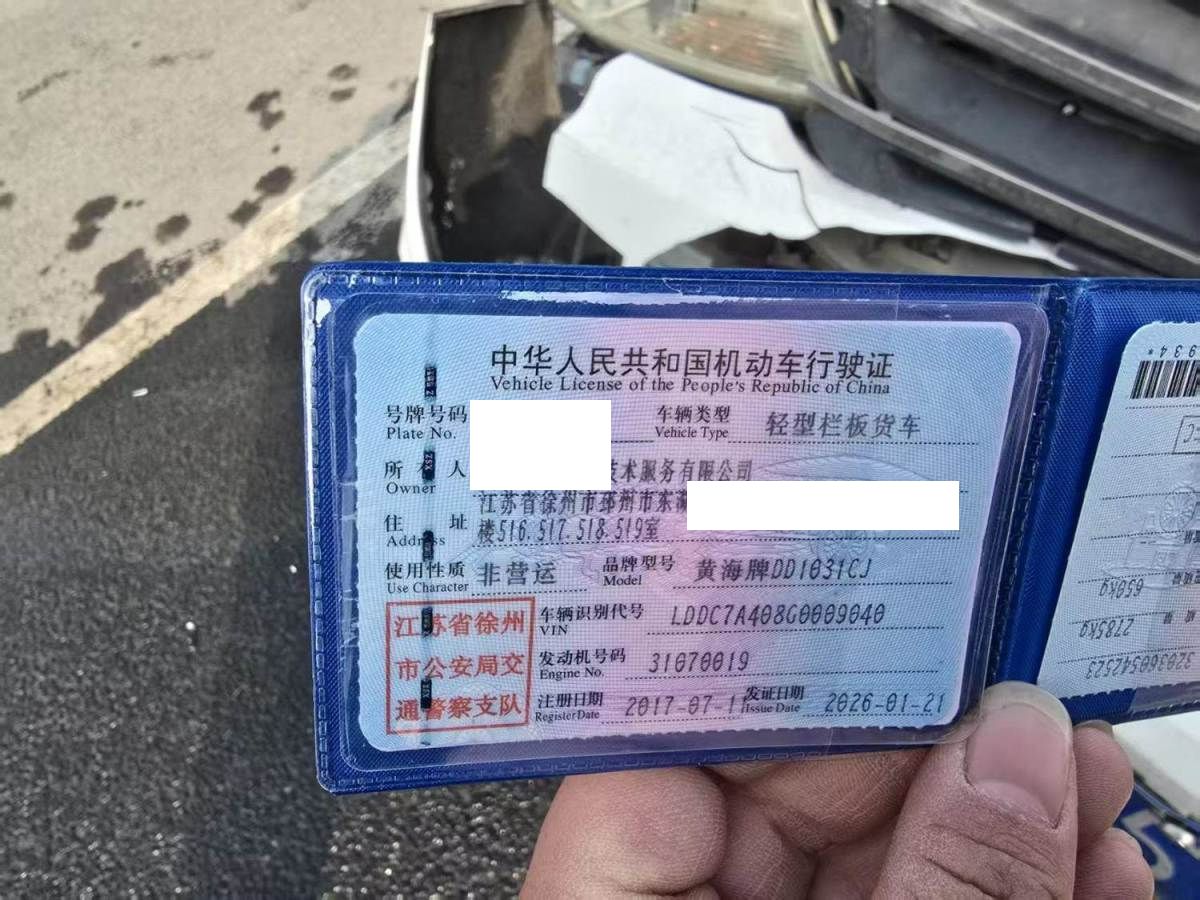 中华人民共和国机动车行驶证
Vehicle License of the People's Republic of China
号牌号码 车辆类型 轻型栏板货车
Plate No. Vehicle Type
所有人 技术服务有限公司
Owner
住址 江苏省徐州市邳州市东湖
Address 楼516.517.518.519室
使用性质 非营运 品牌型号 黄海牌DD1031CJ
Use Character Model
江苏省徐州
市公安局交
通警察支队
车辆识别代号 LDDC7A408G0009040
VIN
发动机号码 31070019
Engine No.
注册日期 2017-07-1 发证日期 2026-01-21
Register Date Issue Date
*934
650kg
2785kg
320360542523